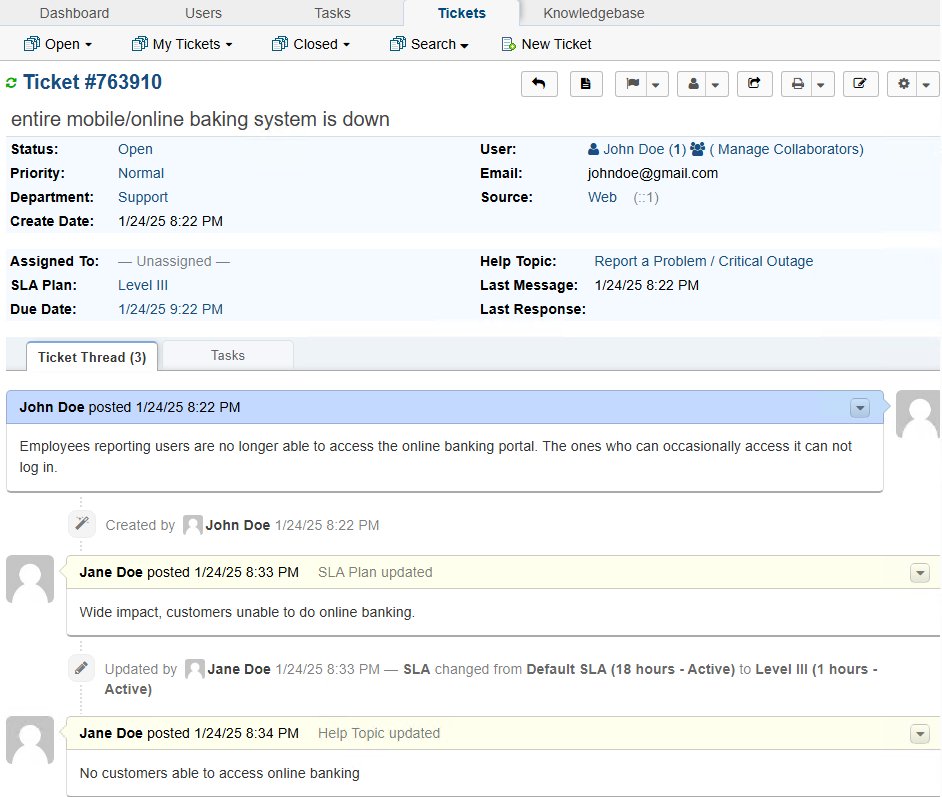 Dashboard Users Tasks Tickets Knowledgebase
Open My Tickets Closed Search New Ticket
Ticket #763910
entire mobile/online baking system is down
Status: Open User: John Doe (1) ( Manage Collaborators)
Priority: Normal Email: johndoe@gmail.com
Department: Support Source: Web (::1)
Create Date: 1/24/25 8:22 PM
Assigned To: — Unassigned — Help Topic: Report a Problem / Critical Outage
SLA Plan: Level III Last Message: 1/24/25 8:22 PM
Due Date: 1/24/25 9:22 PM Last Response:
Ticket Thread (3) Tasks
John Doe posted 1/24/25 8:22 PM
Employees reporting users are no longer able to access the online banking portal. The ones who can occasionally access it can not
log in.
Created by John Doe 1/24/25 8:22 PM
Jane Doe posted 1/24/25 8:33 PM SLA Plan updated
Wide impact, customers unable to do online banking.
Updated by Jane Doe 1/24/25 8:33 PM — SLA changed from Default SLA (18 hours - Active) to Level III (1 hours -
Active)
Jane Doe posted 1/24/25 8:34 PM Help Topic updated
No customers able to access online banking